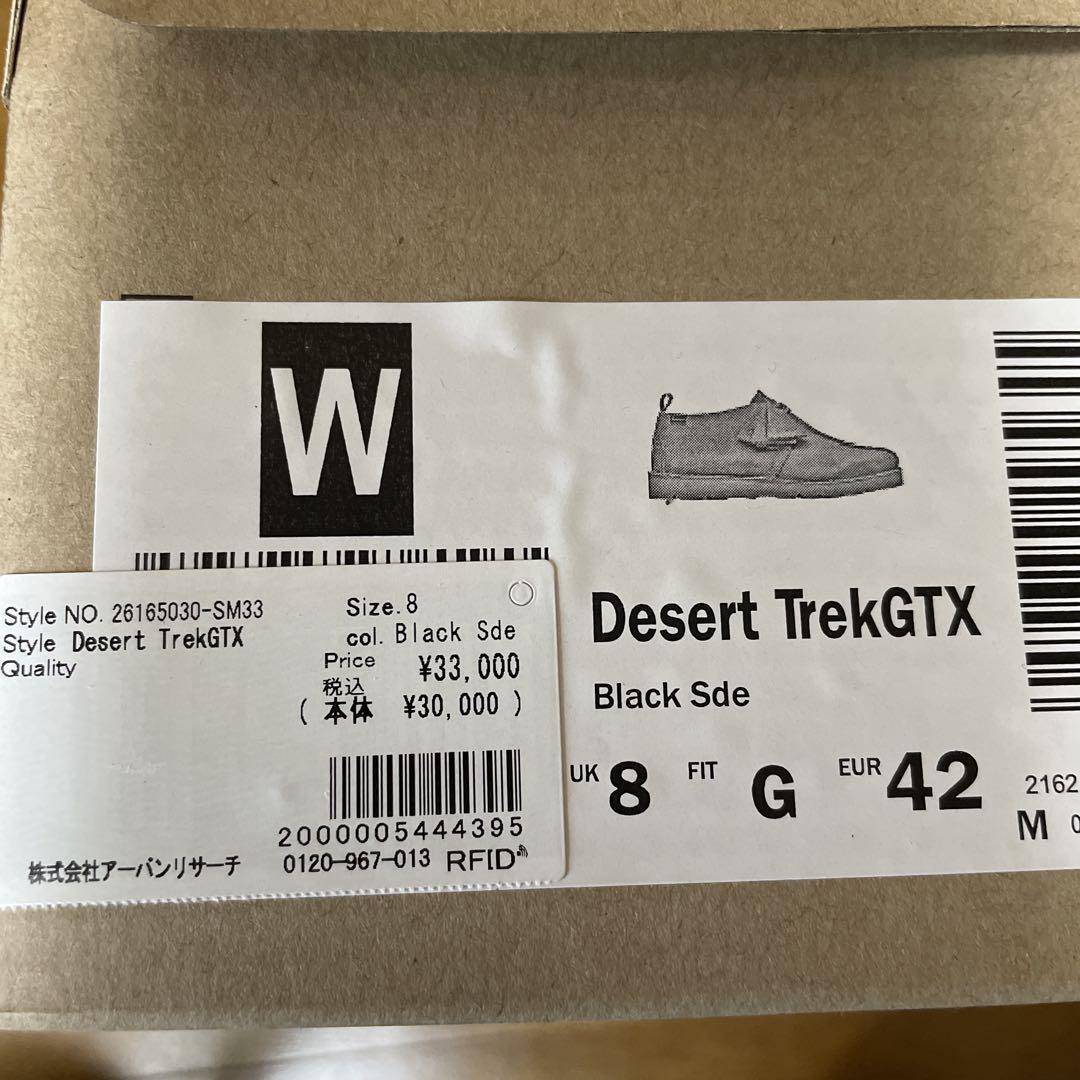 W
Desert TrekGTX
Black Sde
UK 8 FIT G EUR 42
2162
M
Style NO. 26165030-SM33 Size. 8
Style Desert TrekGTX col. Black Sde
Quality Price ¥33,000
税込
( 本体 ¥30,000 )
2000005444395
株式会社アーバンリサーチ 0120-967-013 RFID